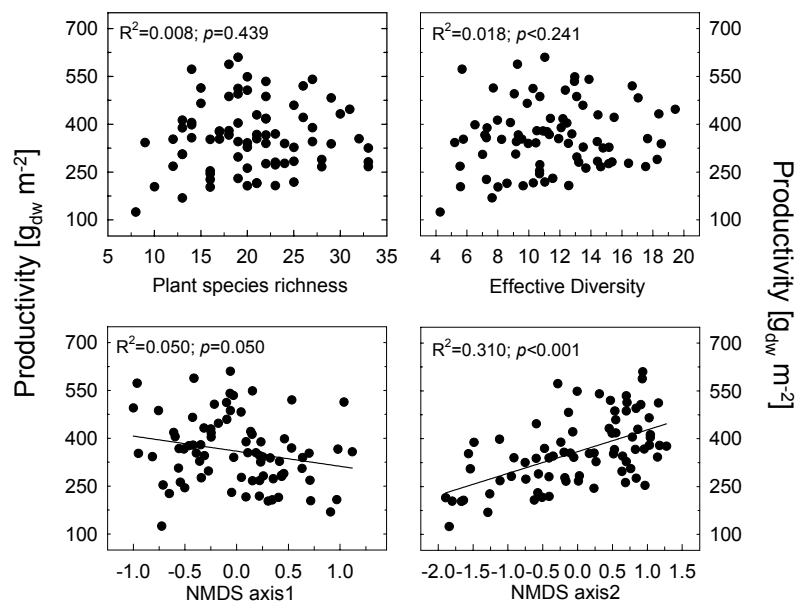 R²=0.008; p=0.439
700
550
400
250
100
5 10 15 20 25 30 35
Plant species richness
R²=0.018; p<0.241
700
550
400
250
100
4 6 8 10 12 14 16 18 20
Effective Diversity
Productivity [g_dw m⁻²]
Productivity [g_dw m⁻²]
R²=0.050; p=0.050
700
550
400
250
100
-1.0 -0.5 0.0 0.5 1.0
NMDS axis1
R²=0.310; p<0.001
700
550
400
250
100
-2.0 -1.5 -1.0 -0.5 0.0 0.5 1.0 1.5
NMDS axis2